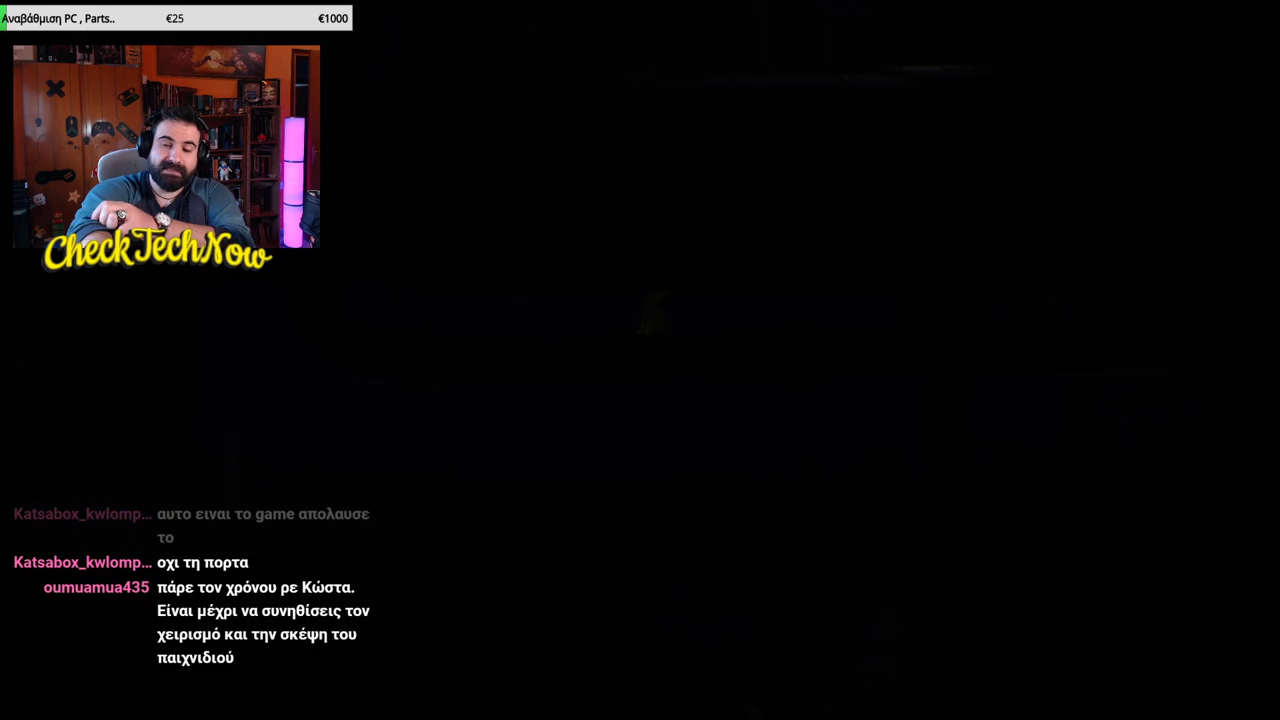 Αναβάθμιση PC , Parts.. €25 €1000
CheckTechNow
Katsabox_kwlomp... αυτο ειναι το game απολαυσε
το
Katsabox_kwlomp... οχι τη πορτα
oumuamua435 πάρε τον χρόνου ρε Κώστα.
Είναι μέχρι να συνηθίσεις τον
χειρισμό και την σκέψη του
παιχνιδιού